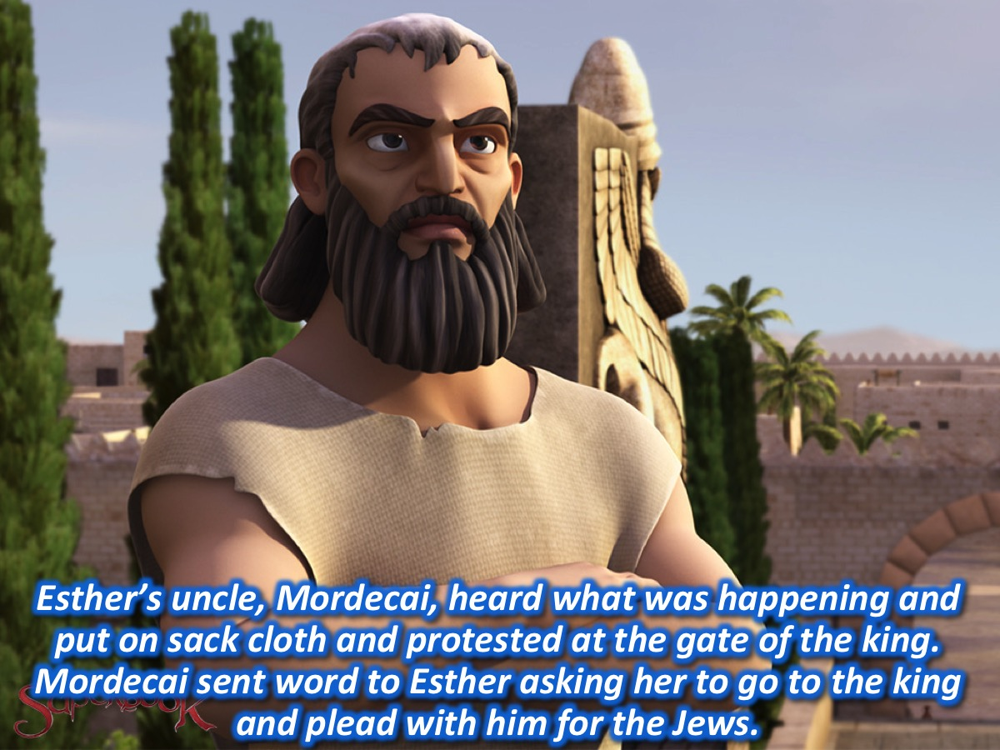 Esther’s uncle, Mordecai, heard what was happening and
put on sack cloth and protested at the gate of the king.
Mordecai sent word to Esther asking her to go to the king
and plead with him for the Jews.
Superbook